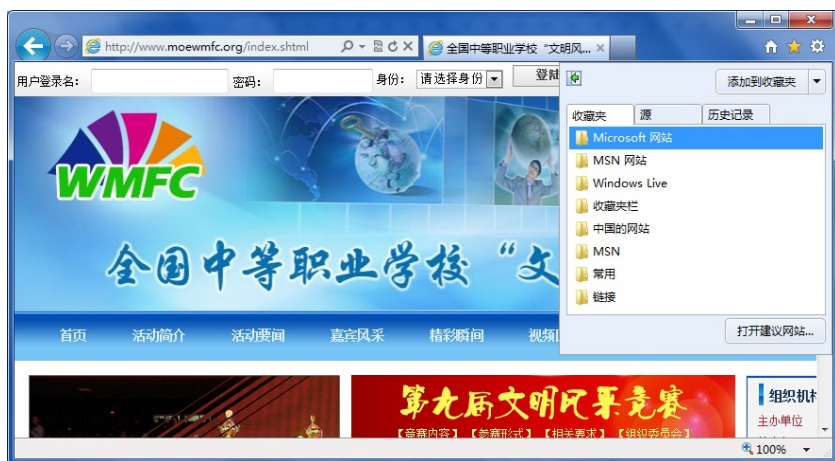 http://www.moewmfc.org/index.shtml
全国中等职业学校 “文明风...
用户登录名:
密码:
身份:
请选择身份
登陆
添加到收藏夹
收藏夹
源
历史记录
Microsoft 网站
MSN 网站
Windows Live
收藏夹栏
中国的网站
MSN
常用
链接
打开建议网站...
WMFC
全国中等职业学校“文
首页
活动简介
活动要闻
嘉宾风采
精彩瞬间
视频
第九届文明风采竞赛
【竞赛内容】【参赛形式】【相关要求】【组织委员会】
组织机
主办单位
100%